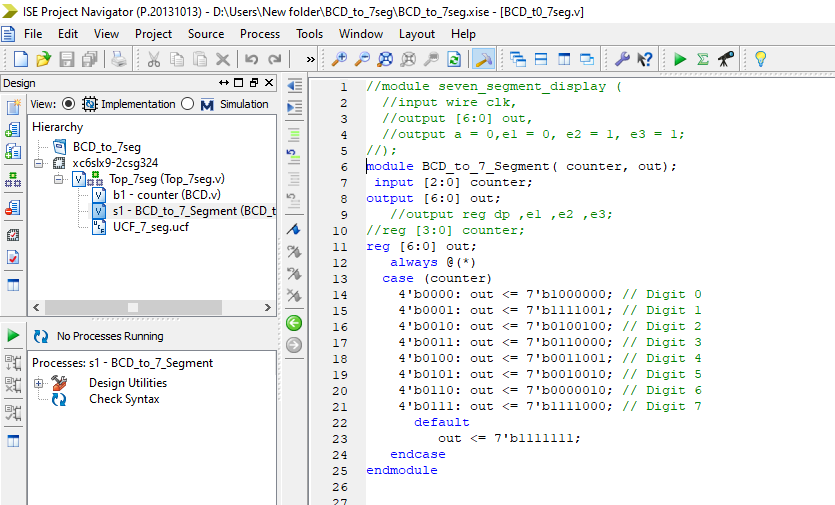 ISE Project Navigator (P.20131013) - D:\Users\New folder\BCD_to_7seg\BCD_to_7seg.xise - [BCD_t0_7seg.v]
File Edit View Project Source Process Tools Window Layout Help
»
Design
View: Implementation Simulation
Hierarchy
BCD_to_7seg
xc6slx9-2csg324
Top_7seg (Top_7seg.v)
b1 - counter (BCD.v)
s1 - BCD_to_7_Segment (BCD_t
UCF_7_seg.ucf
No Processes Running
Processes: s1 - BCD_to_7_Segment
Design Utilities
Check Syntax
1 //module seven_segment_display (
2 //input wire clk,
3 //output [6:0] out,
4 //output a = 0,e1 = 0, e2 = 1, e3 = 1;
5 //);
6 module BCD_to_7_Segment( counter, out);
7 input [2:0] counter;
8 output [6:0] out;
9 //output reg dp ,e1 ,e2 ,e3;
10 //reg [3:0] counter;
11 reg [6:0] out;
12 always @(*)
13 case (counter)
14 4'b0000: out <= 7'b1000000; // Digit 0
15 4'b0001: out <= 7'b1111001; // Digit 1
16 4'b0010: out <= 7'b0100100; // Digit 2
17 4'b0011: out <= 7'b0110000; // Digit 3
18 4'b0100: out <= 7'b0011001; // Digit 4
19 4'b0101: out <= 7'b0010010; // Digit 5
20 4'b0110: out <= 7'b0000010; // Digit 6
21 4'b0111: out <= 7'b1111000; // Digit 7
22 default
23 out <= 7'b1111111;
24 endcase
25 endmodule
26
27